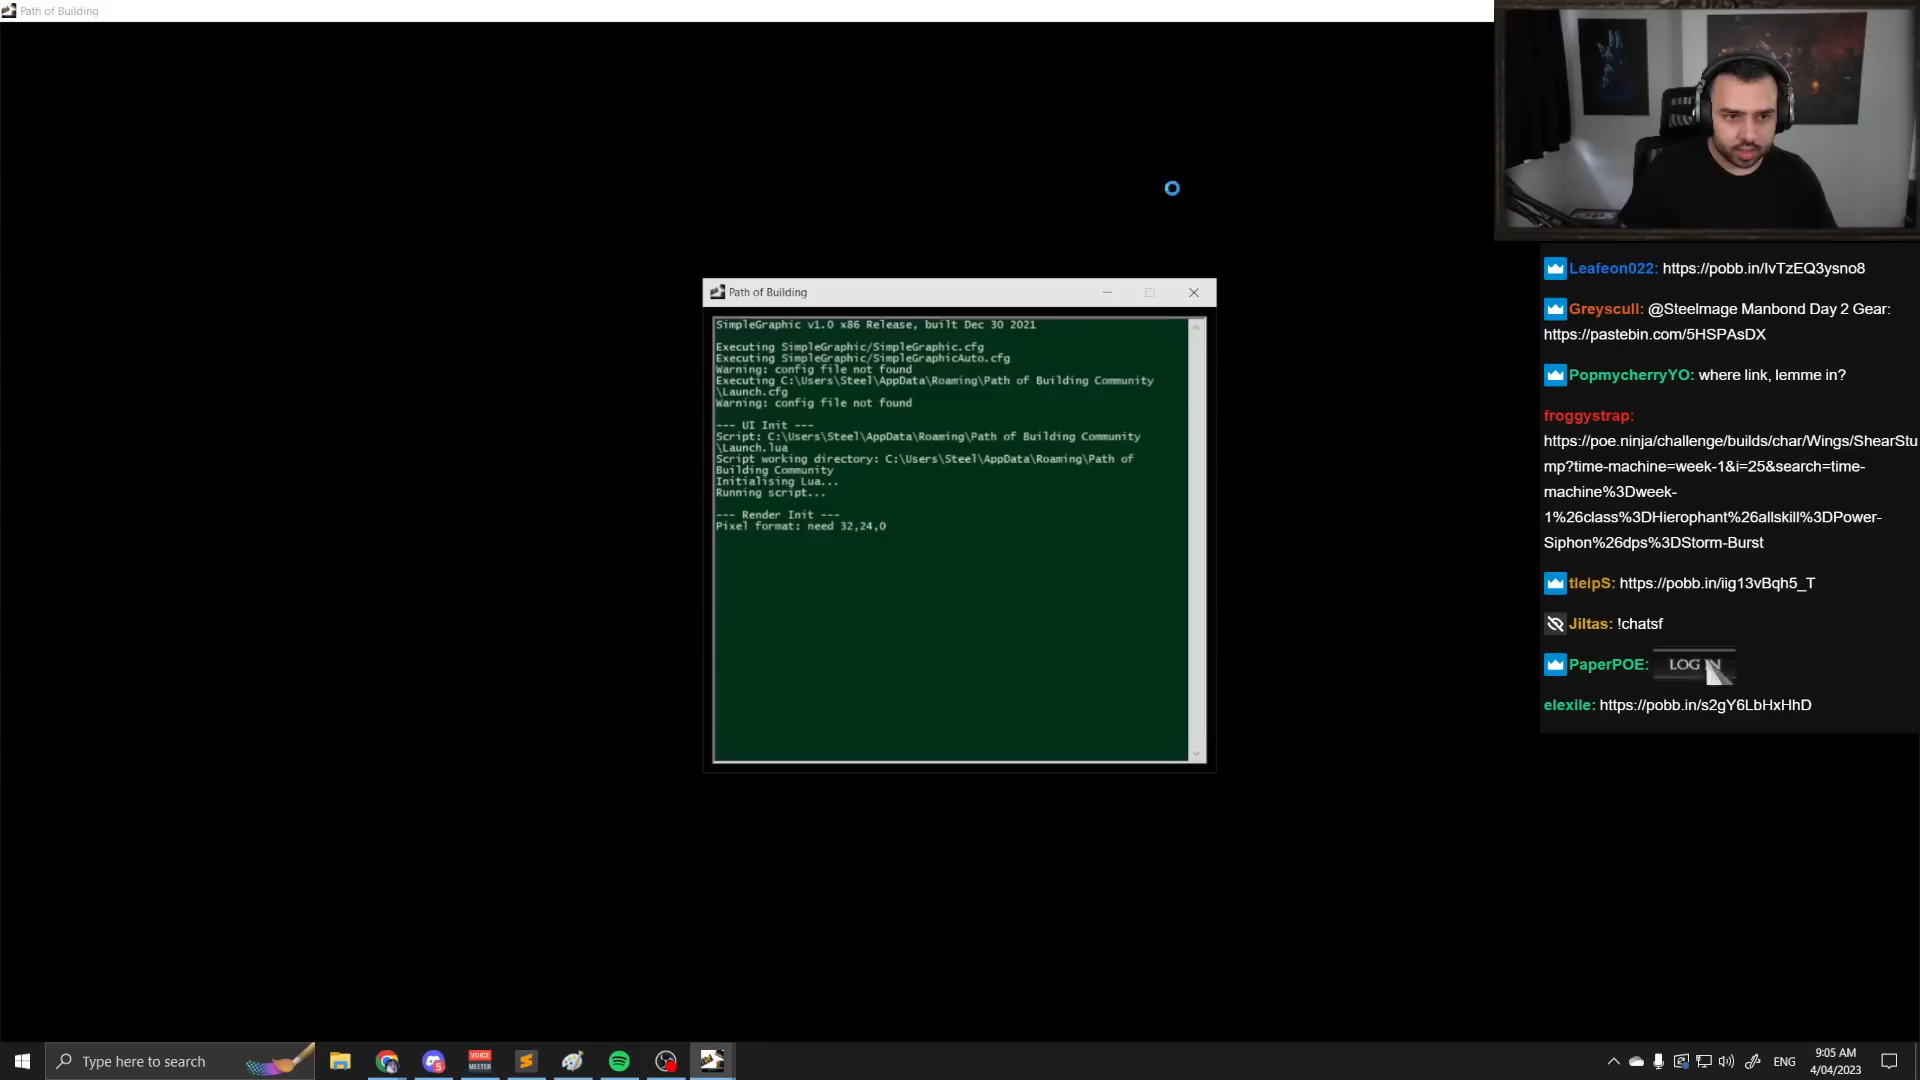 Path of Building
Path of Building
SimpleGraphic v1.0 x86 Release, built Dec 30 2021
Executing SimpleGraphic/SimpleGraphic.cfg
Executing SimpleGraphic/SimpleGraphicAuto.cfg
Warning: config file not found
Executing C:\Users\Steel\AppData\Roaming\Path of Building Community
\Launch.cfg
Warning: config file not found
--- UI Init ---
Script: C:\Users\Steel\AppData\Roaming\Path of Building Community
\Launch.lua
Script working directory: C:\Users\Steel\AppData\Roaming\Path of
Building Community
Initialising Lua...
Running script...
--- Render Init ---
Pixel format: need 32,24,0
Leafeon022: https://pobb.in/IvTzEQ3ysno8
Greyscull: @Steelmage Manbond Day 2 Gear:
https://pastebin.com/5HSPAsDX
PopmycherryYO: where link, lemme in?
froggystrap:
https://poe.ninja/challenge/builds/char/Wings/ShearStu
mp?time-machine=week-1&i=25&search=time-
machine%3Dweek-
1%26class%3DHierophant%26allskill%3DPower-
Siphon%26dps%3DStorm-Burst
tleipS: https://pobb.in/iig13vBqh5_T
Jiltas: !chatsf
PaperPOE: LOG IN
elexile: https://pobb.in/s2gY6LbHxHhD
Type here to search
5
VOICE
MEETER
ENG
9:05 AM
4/04/2023